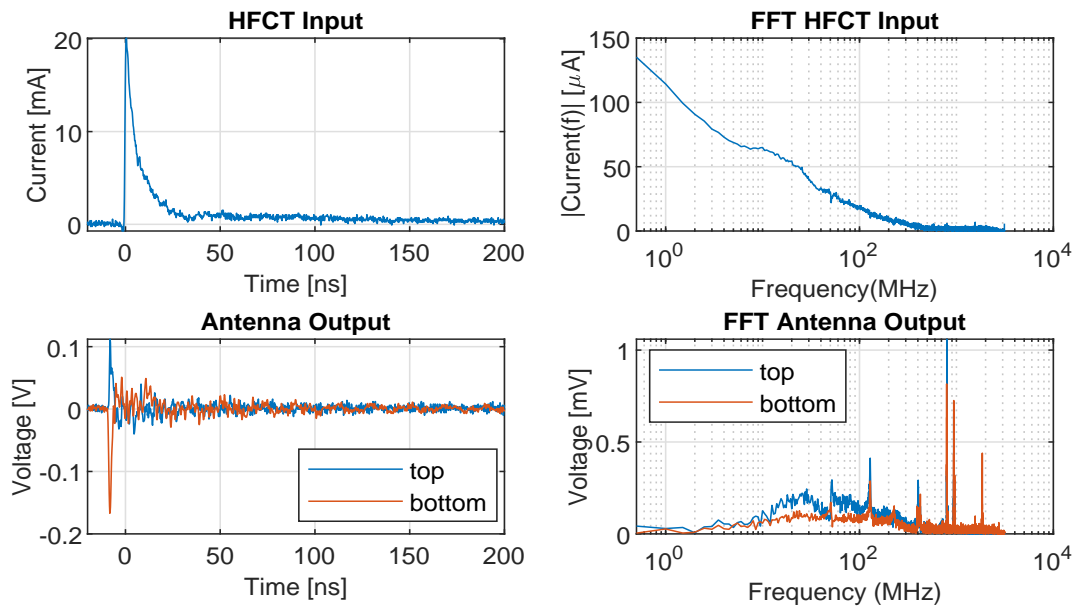 HFCT Input
20
10
0
Current [mA]
0
50
100
150
200
Time [ns]
FFT HFCT Input
150
100
50
0
|Current(f)| [μA]
10^0
10^2
10^4
Frequency(MHz)
Antenna Output
0.1
0
-0.1
-0.2
Voltage [V]
top
bottom
0
50
100
150
200
Time [ns]
FFT Antenna Output
1
0.5
0
Voltage [mV]
top
bottom
10^0
10^2
10^4
Frequency (MHz)